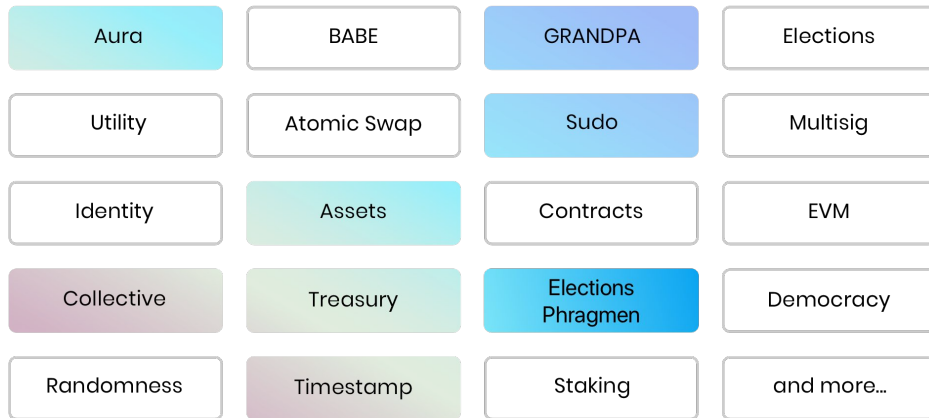 Aura
BABE
GRANDPA
Elections
Utility
Atomic Swap
Sudo
Multisig
Identity
Assets
Contracts
EVM
Collective
Treasury
Elections
Phragmen
Democracy
Randomness
Timestamp
Staking
and more...